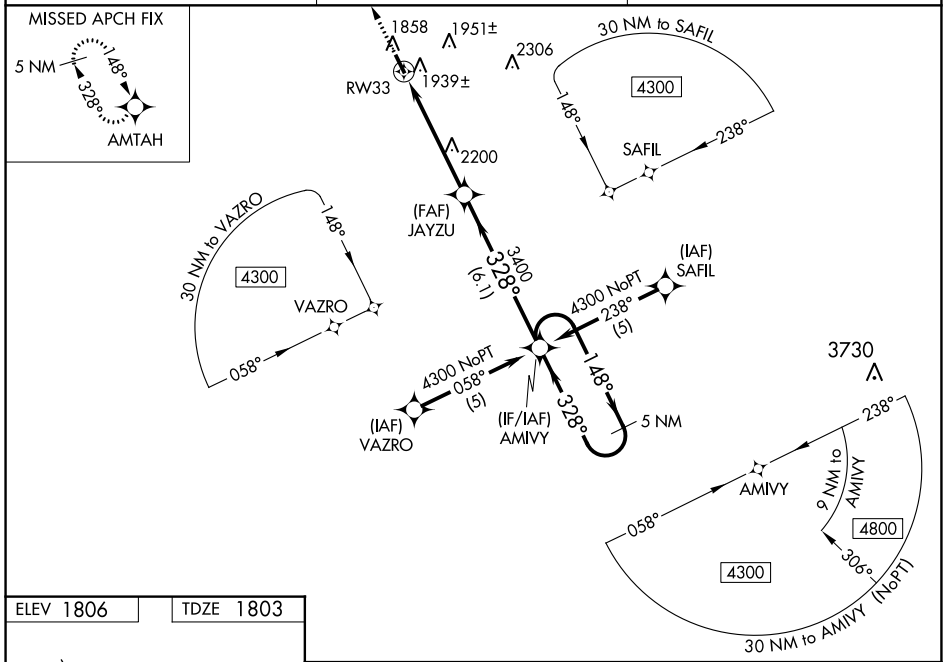 MISSED APCH FIX
5 NM
148°
328°
AMTAH
1858
1951±
2306
1939±
RW33
2200
(FAF)
JAYZU
3400
328°
(6.1)
30 NM to SAFIL
4300
148°
238°
SAFIL
30 NM to VAZRO
148°
4300
VAZRO
058°
(IAF)
SAFIL
4300 NoPT
238°
(5)
4300 NoPT
058°
(5)
(IAF)
VAZRO
(IF/IAF)
AMIVY
148°
328°
5 NM
3730
238°
AMIVY
9 NM to
AMIVY
058°
4800
306°
4300
30 NM to AMIVY (NoPT)
ELEV 1806
TDZE 1803